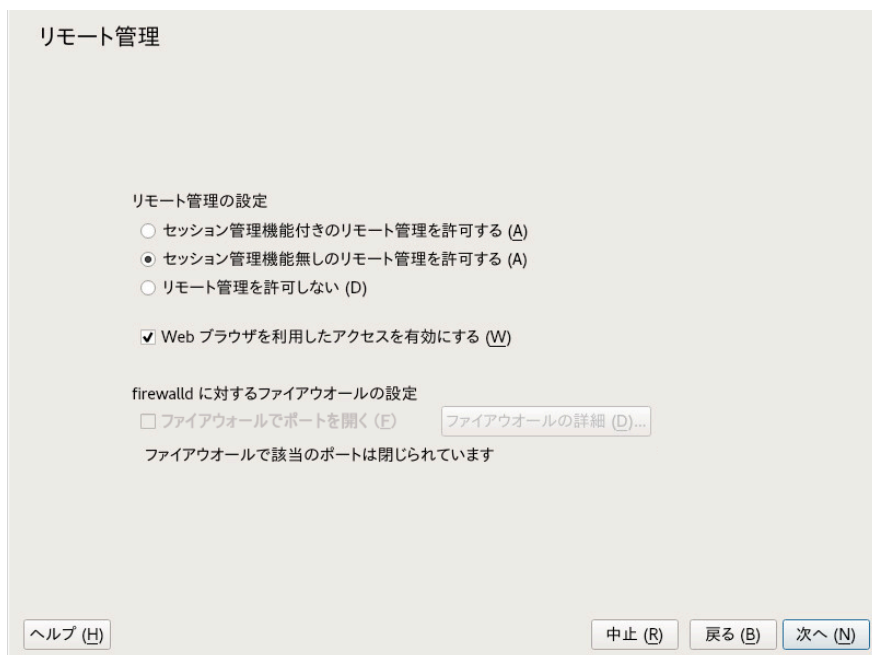 リモート管理
リモート管理の設定
セッション管理機能付きのリモート管理を許可する (A)
セッション管理機能無しのリモート管理を許可する (A)
リモート管理を許可しない (D)
Web ブラウザを利用したアクセスを有効にする (W)
firewalld に対するファイアウオールの設定
ファイアウォールでポートを開く (F) ファイアウオールの詳細 (D)...
ファイアウオールで該当のポートは閉じられています
ヘルプ (H) 中止 (R) 戻る (B) 次へ (N)